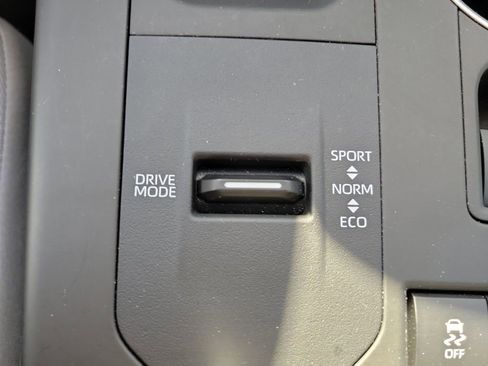 DRIVE
MODE
SPORT
NORM
ECO
OFF